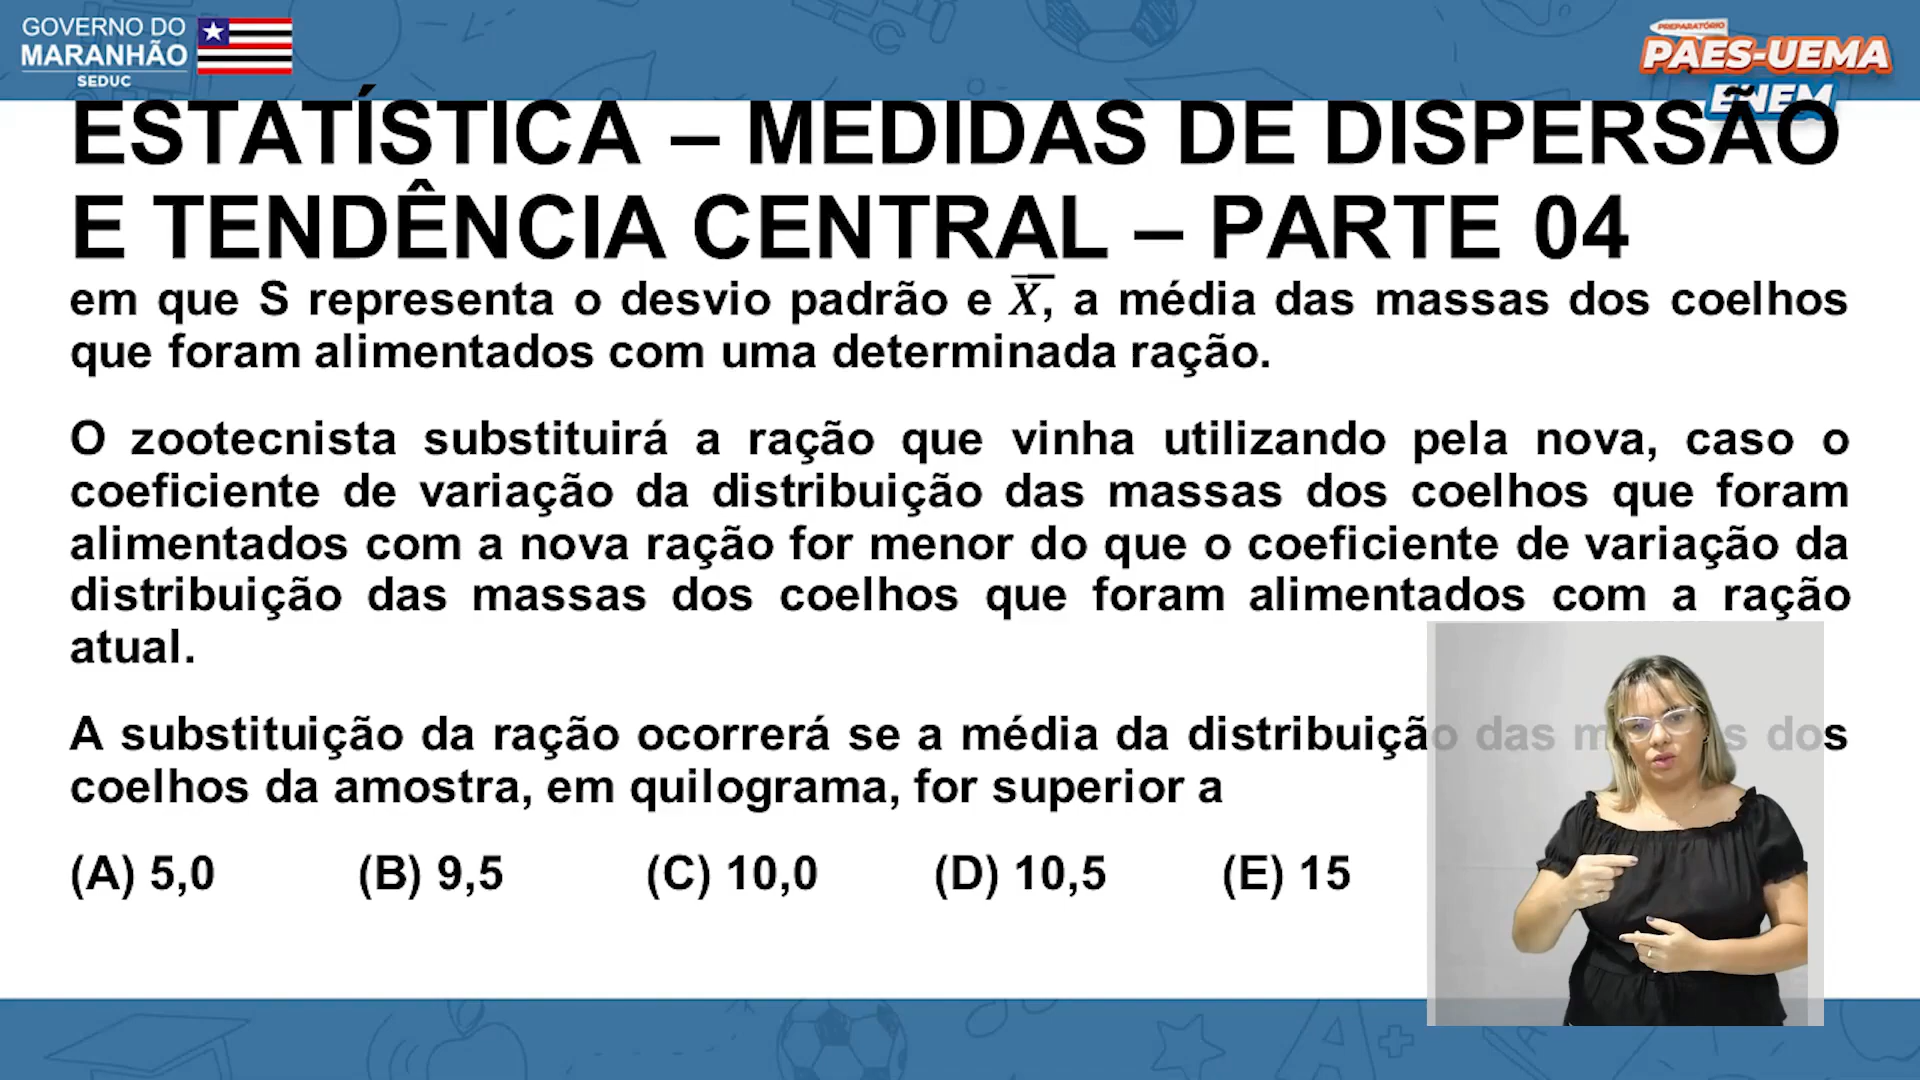 GOVERNO DO
MARANHÃO
SEDUC
PREPARATÓRIO
PAES-UEMA
ENEM
ESTATÍSTICA – MEDIDAS DE DISPERSÃO
E TENDÊNCIA CENTRAL – PARTE 04
em que S representa o desvio padrão e X̅, a média das massas dos coelhos
que foram alimentados com uma determinada ração.
O zootecnista substituirá a ração que vinha utilizando pela nova, caso o
coeficiente de variação da distribuição das massas dos coelhos que foram
alimentados com a nova ração for menor do que o coeficiente de variação da
distribuição das massas dos coelhos que foram alimentados com a ração
atual.
A substituição da ração ocorrerá se a média da distribuição das dos
coelhos da amostra, em quilograma, for superior a
(A) 5,0 (B) 9,5 (C) 10,0 (D) 10,5 (E) 15